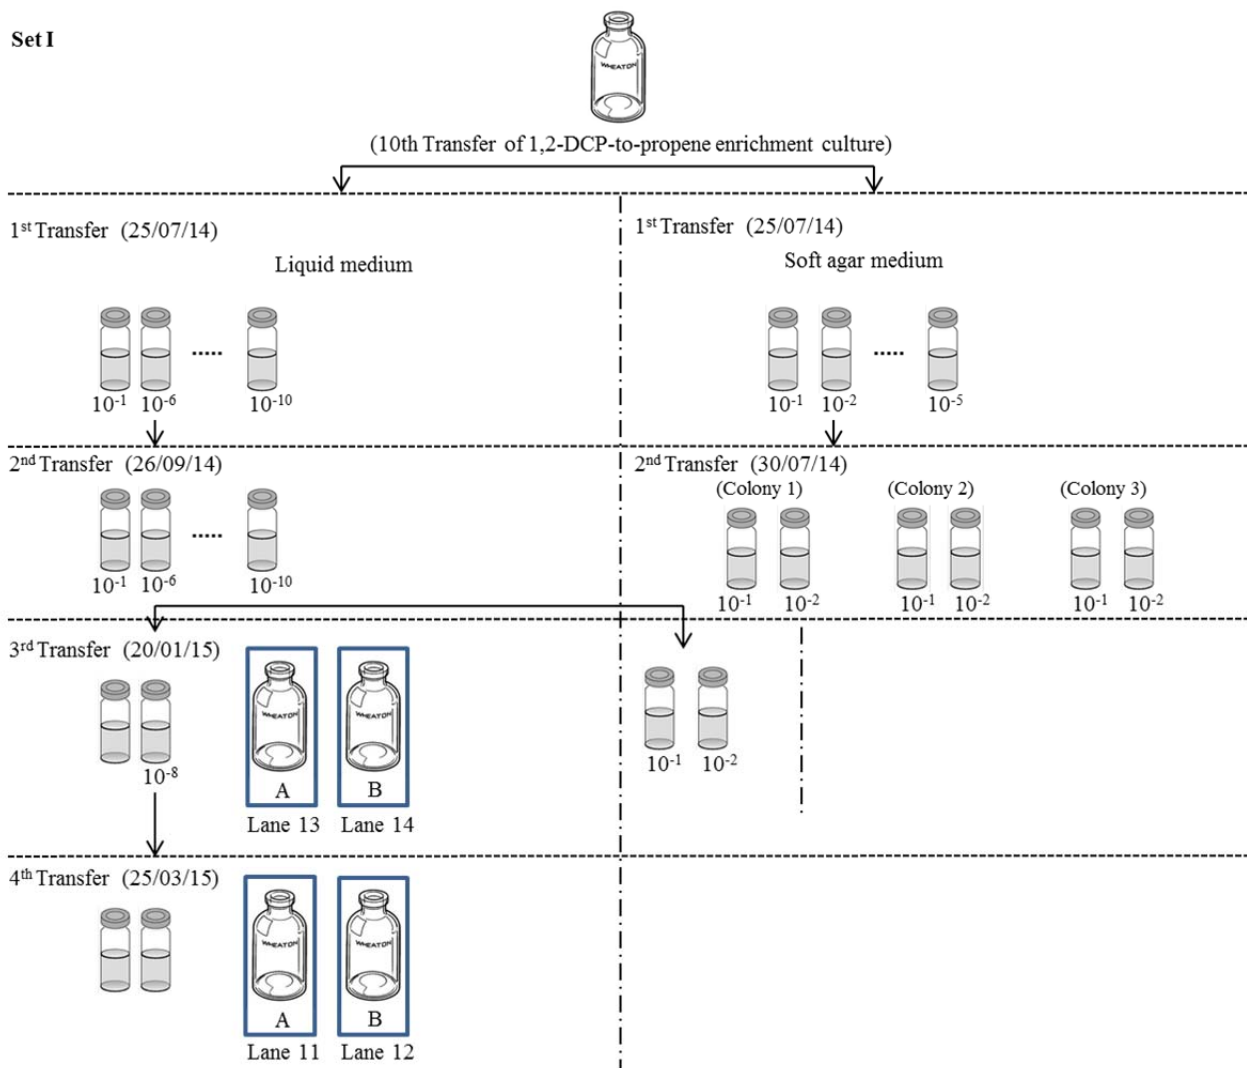 Set I
WHEATON
(10th Transfer of 1,2-DCP-to-propene enrichment culture)
1st Transfer (25/07/14)
Liquid medium
.....
10-1 10-6 10-10
1st Transfer (25/07/14)
Soft agar medium
.....
10-1 10-2 10-5
2nd Transfer (26/09/14)
.....
10-1 10-6 10-10
2nd Transfer (30/07/14)
(Colony 1) (Colony 2) (Colony 3)
10-1 10-2 10-1 10-2 10-1 10-2
3rd Transfer (20/01/15)
WHEATON WHEATON
10-8 A B
Lane 13 Lane 14
10-1 10-2
4th Transfer (25/03/15)
WHEATON WHEATON
A B
Lane 11 Lane 12